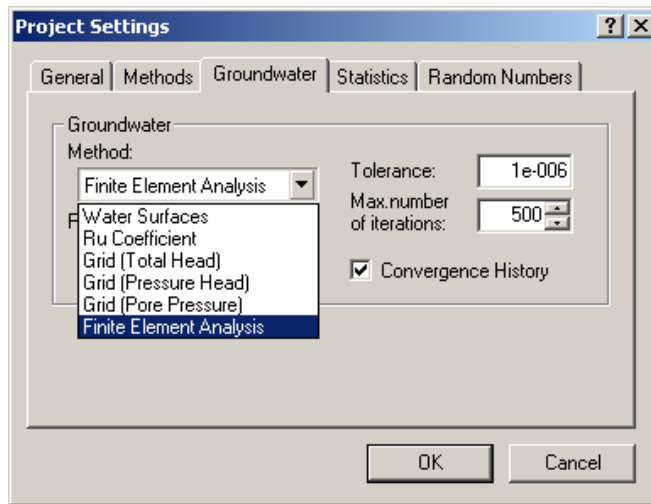 Project Settings
General Methods Groundwater Statistics Random Numbers
Groundwater
Method:
Finite Element Analysis
Water Surfaces
Ru Coefficient
Grid (Total Head)
Grid (Pressure Head)
Grid (Pore Pressure)
Finite Element Analysis
Tolerance: 1e-006
Max.number
of iterations: 500
Convergence History
OK Cancel